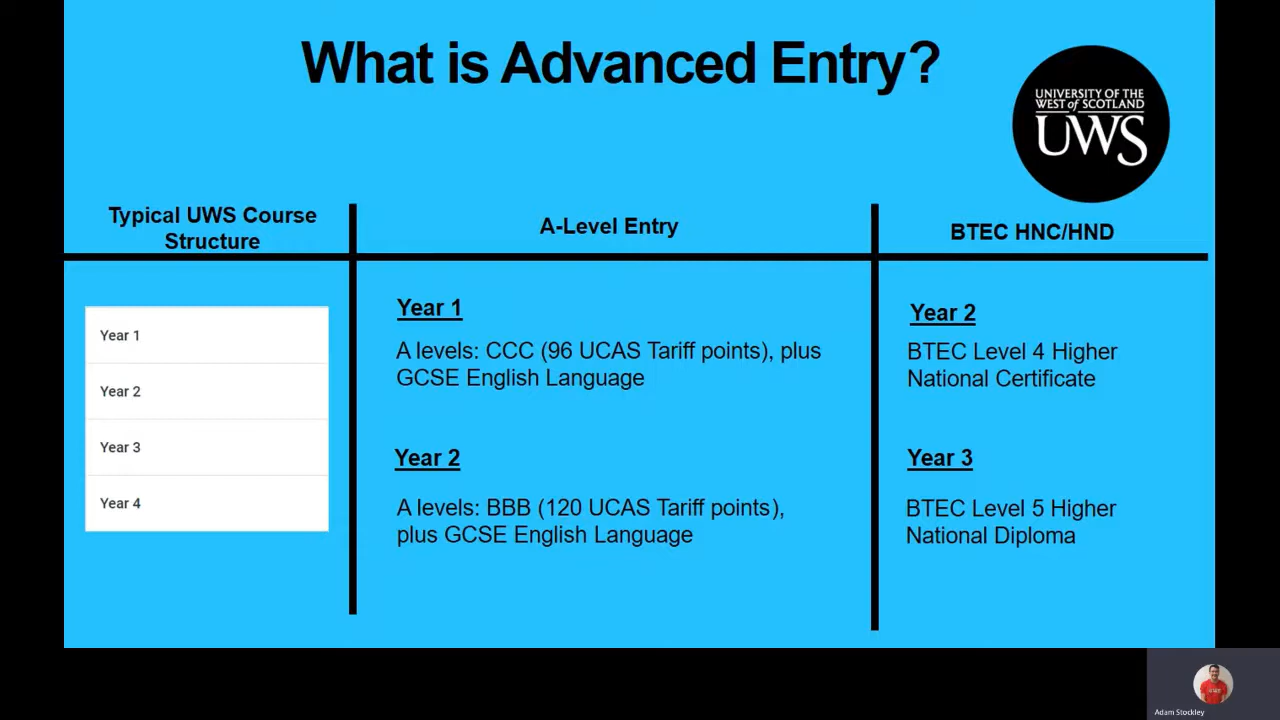 What is Advanced Entry?
UNIVERSITY OF THE
WEST of SCOTLAND
UWS
Typical UWS Course
Structure
A-Level Entry
BTEC HNC/HND
Year 1
Year 2
Year 3
Year 4
Year 1
A levels: CCC (96 UCAS Tariff points), plus
GCSE English Language
Year 2
A levels: BBB (120 UCAS Tariff points),
plus GCSE English Language
Year 2
BTEC Level 4 Higher
National Certificate
Year 3
BTEC Level 5 Higher
National Diploma
Adam Stockley